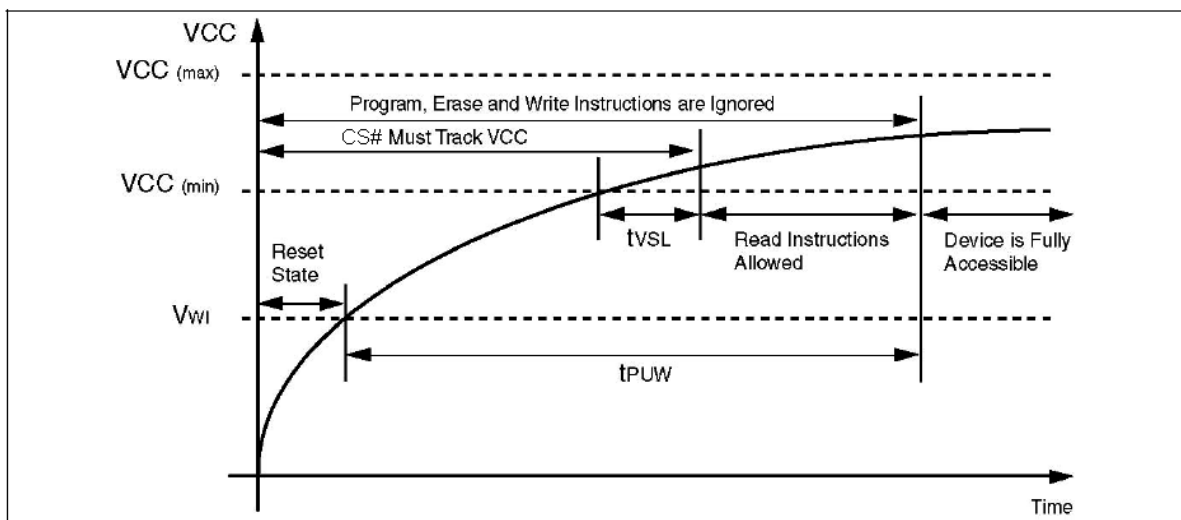 VCC
VCC (max)
Program, Erase and Write Instructions are Ignored
CS# Must Track VCC
VCC (min)
tVSL
Read Instructions
Allowed
Device is Fully
Accessible
Reset
State
VWI
tPUW
Time